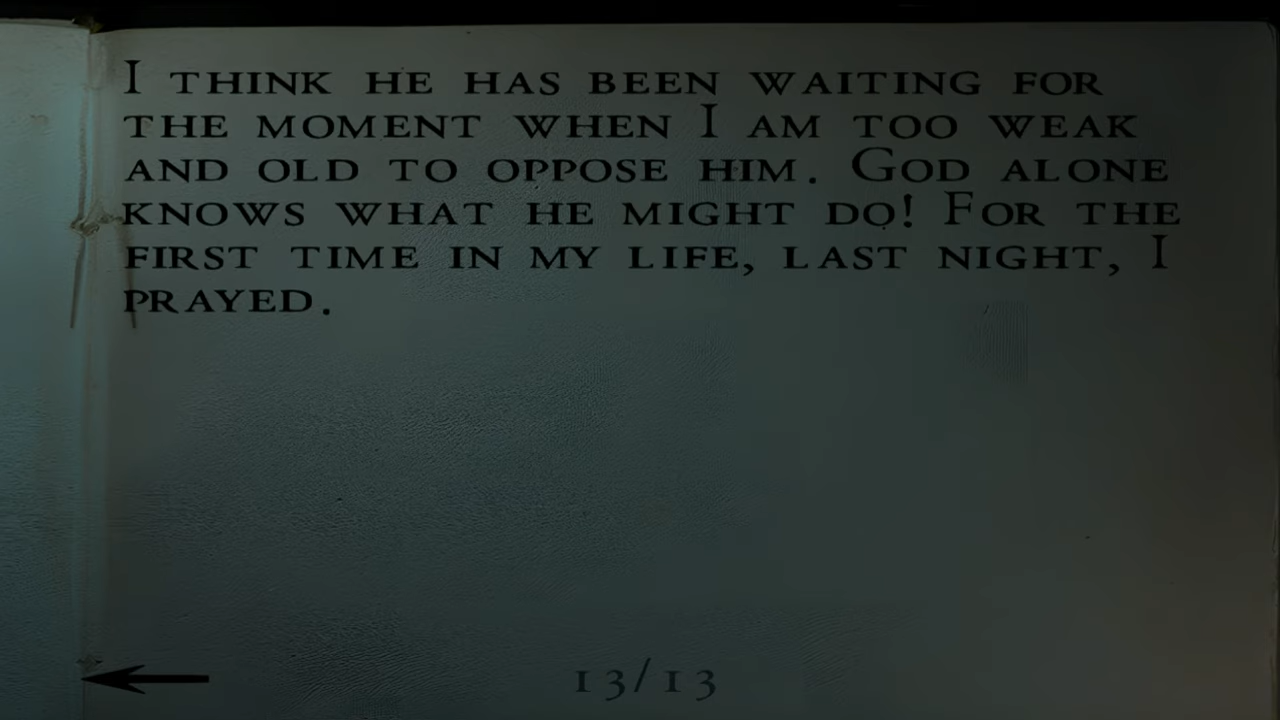 I THINK HE HAS BEEN WAITING FOR
THE MOMENT WHEN I AM TOO WEAK
AND OLD TO OPPOSE HIM. GOD ALONE
KNOWS WHAT HE MIGHT DO! FOR THE
FIRST TIME IN MY LIFE, LAST NIGHT, I
PRAYED.
13/13